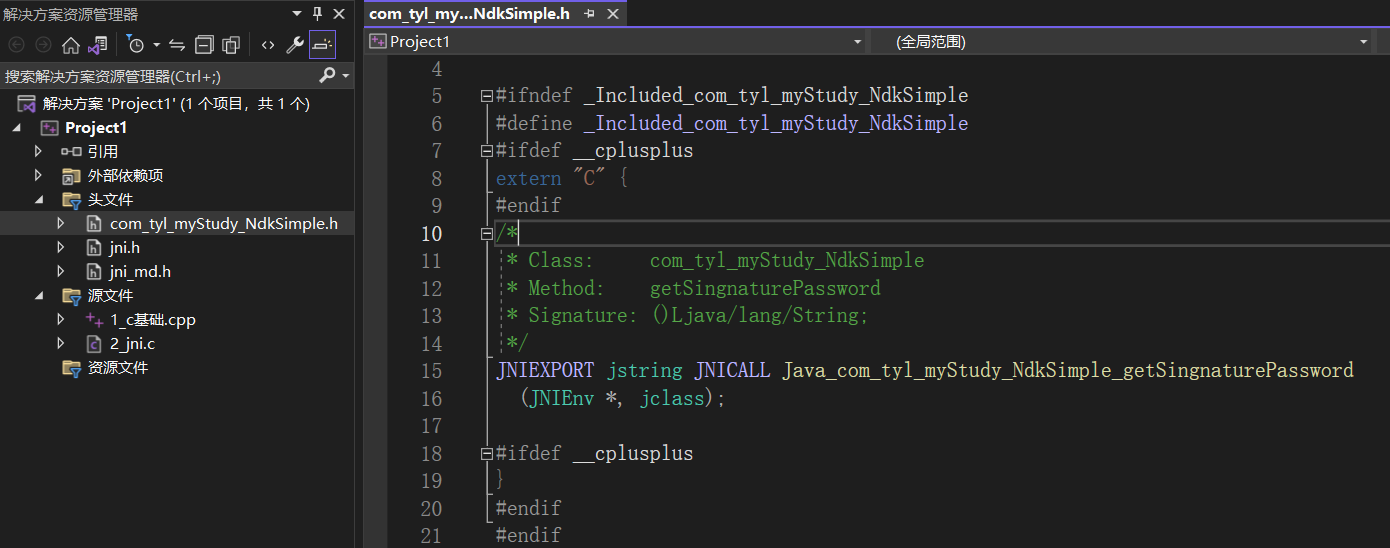 解决方案资源管理器
搜索解决方案资源管理器(Ctrl+;)
解决方案 'Project1' (1 个项目，共 1 个)
Project1
引用
外部依赖项
头文件
com_tyl_myStudy_NdkSimple.h
jni.h
jni_md.h
源文件
1_c基础.cpp
2_jni.c
资源文件
com_tyl_my...NdkSimple.h
Project1
(全局范围)
4
5 #ifndef _Included_com_tyl_myStudy_NdkSimple
6 #define _Included_com_tyl_myStudy_NdkSimple
7 #ifdef __cplusplus
8 extern "C" {
9 #endif
10 /*
11 * Class:     com_tyl_myStudy_NdkSimple
12 * Method:    getSingnaturePassword
13 * Signature: ()Ljava/lang/String;
14 */
15 JNIEXPORT jstring JNICALL Java_com_tyl_myStudy_NdkSimple_getSingnaturePassword
16 (JNIEnv *, jclass);
17
18 #ifdef __cplusplus
19 }
20 #endif
21 #endif